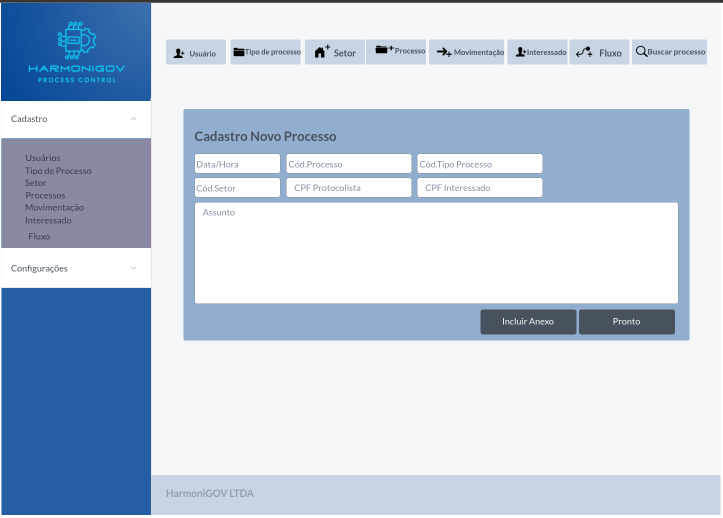 HARMONIGOV
PROCESS CONTROL
Usuário
Tipo de processo
Setor
Processo
Movimentação
Interessado
Fluxo
Buscar processo
Cadastro
Usuários
Tipo de Processo
Setor
Processos
Movimentação
Interessado
Fluxo
Configurações
Cadastro Novo Processo
Data/Hora Cód.Processo Cód.Tipo Processo
Cód.Setor CPF Protocolista CPF Interessado
Assunto
Incluir Anexo Pronto
HarmoniGOV LTDA